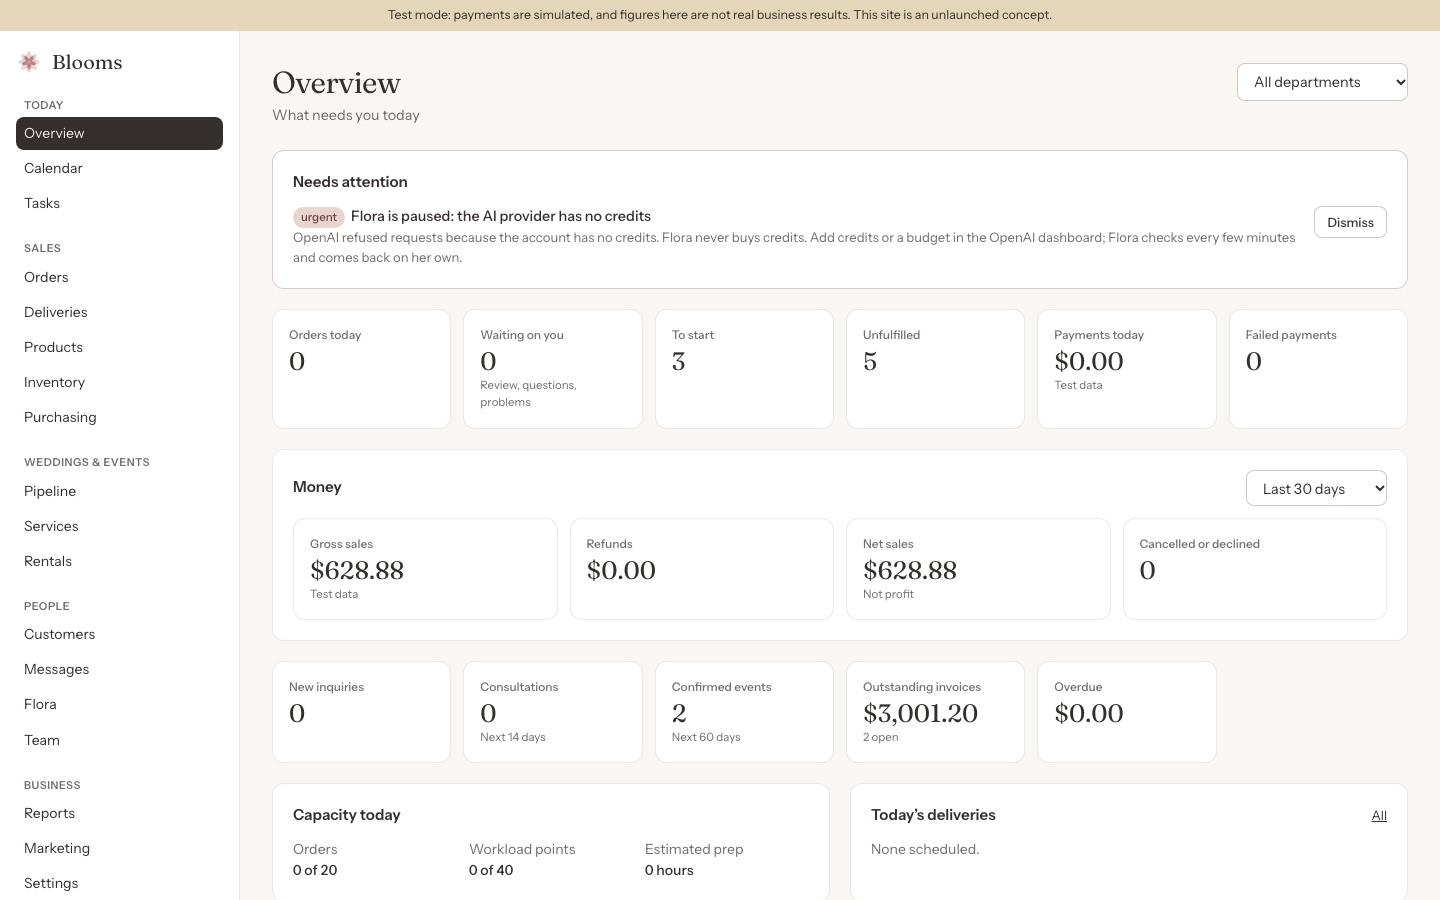 Test mode: payments are simulated, and figures here are not real business results. This site is an unlaunched concept.
Blooms
TODAY
Overview
Calendar
Tasks
SALES
Orders
Deliveries
Products
Inventory
Purchasing
WEDDINGS & EVENTS
Pipeline
Services
Rentals
PEOPLE
Customers
Messages
Flora
Team
BUSINESS
Reports
Marketing
Settings
Overview
What needs you today
All departments
Needs attention
urgent Flora is paused: the AI provider has no credits
OpenAI refused requests because the account has no credits. Flora never buys credits. Add credits or a budget in the OpenAI dashboard; Flora checks every few minutes
and comes back on her own.
Dismiss
Orders today
0
Waiting on you
0
Review, questions,
problems
To start
3
Unfulfilled
5
Payments today
$0.00
Test data
Failed payments
0
Money
Last 30 days
Gross sales
$628.88
Test data
Refunds
$0.00
Net sales
$628.88
Not profit
Cancelled or declined
0
New inquiries
0
Consultations
0
Next 14 days
Confirmed events
2
Next 60 days
Outstanding invoices
$3,001.20
2 open
Overdue
$0.00
Capacity today
Orders
0 of 20
Workload points
0 of 40
Estimated prep
0 hours
Today’s deliveries
All
None scheduled.